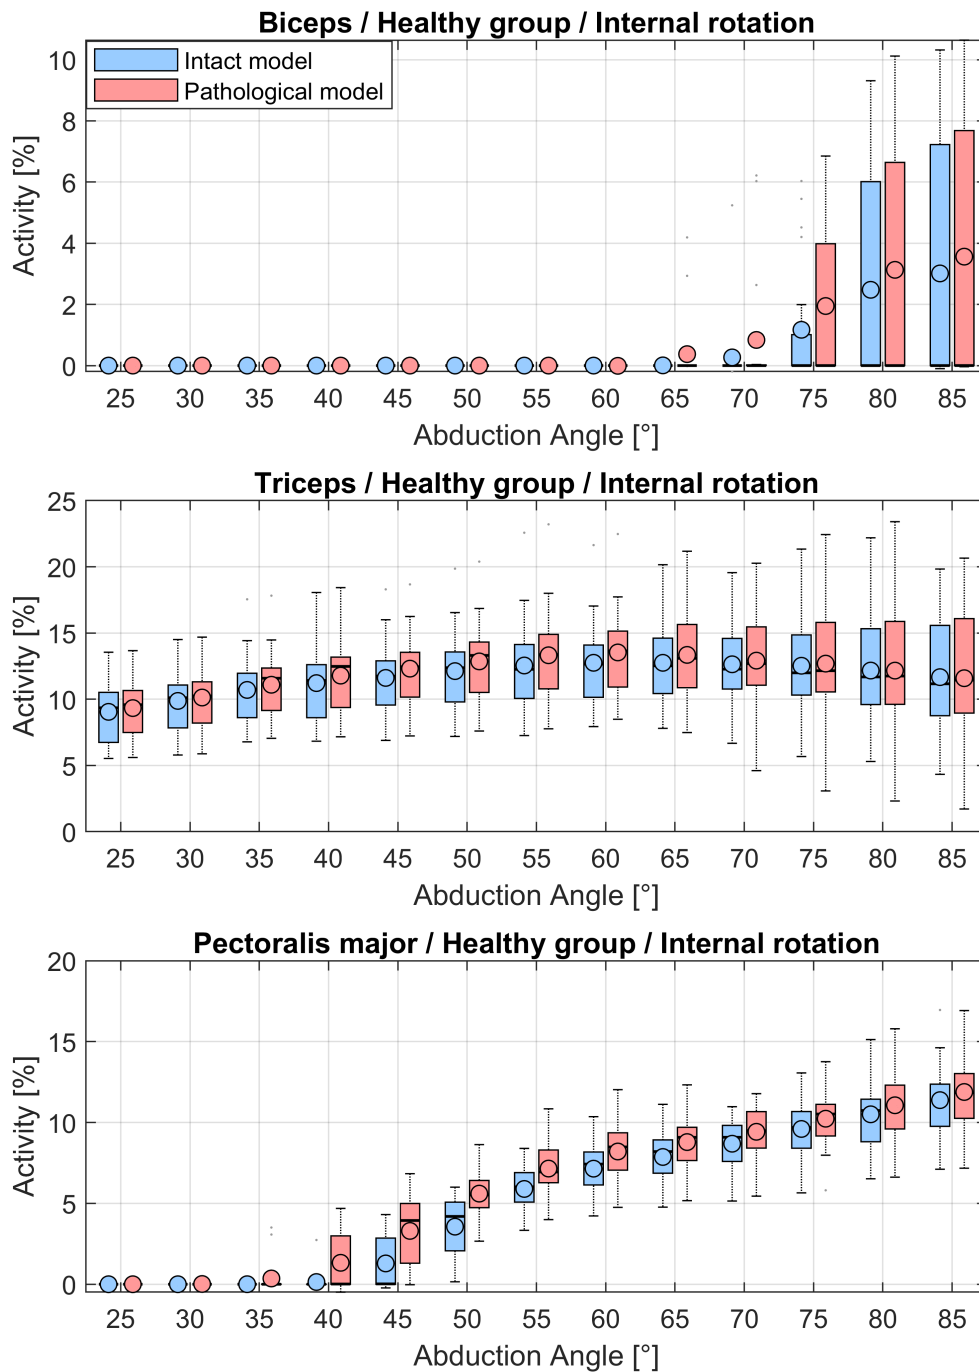 Biceps / Healthy group / Internal rotation
Intact model
Pathological model
Activity [%]
10
8
6
4
2
0
25 30 35 40 45 50 55 60 65 70 75 80 85
Abduction Angle [°]
Triceps / Healthy group / Internal rotation
Activity [%]
25
20
15
10
5
0
25 30 35 40 45 50 55 60 65 70 75 80 85
Abduction Angle [°]
Pectoralis major / Healthy group / Internal rotation
Activity [%]
20
15
10
5
0
25 30 35 40 45 50 55 60 65 70 75 80 85
Abduction Angle [°]